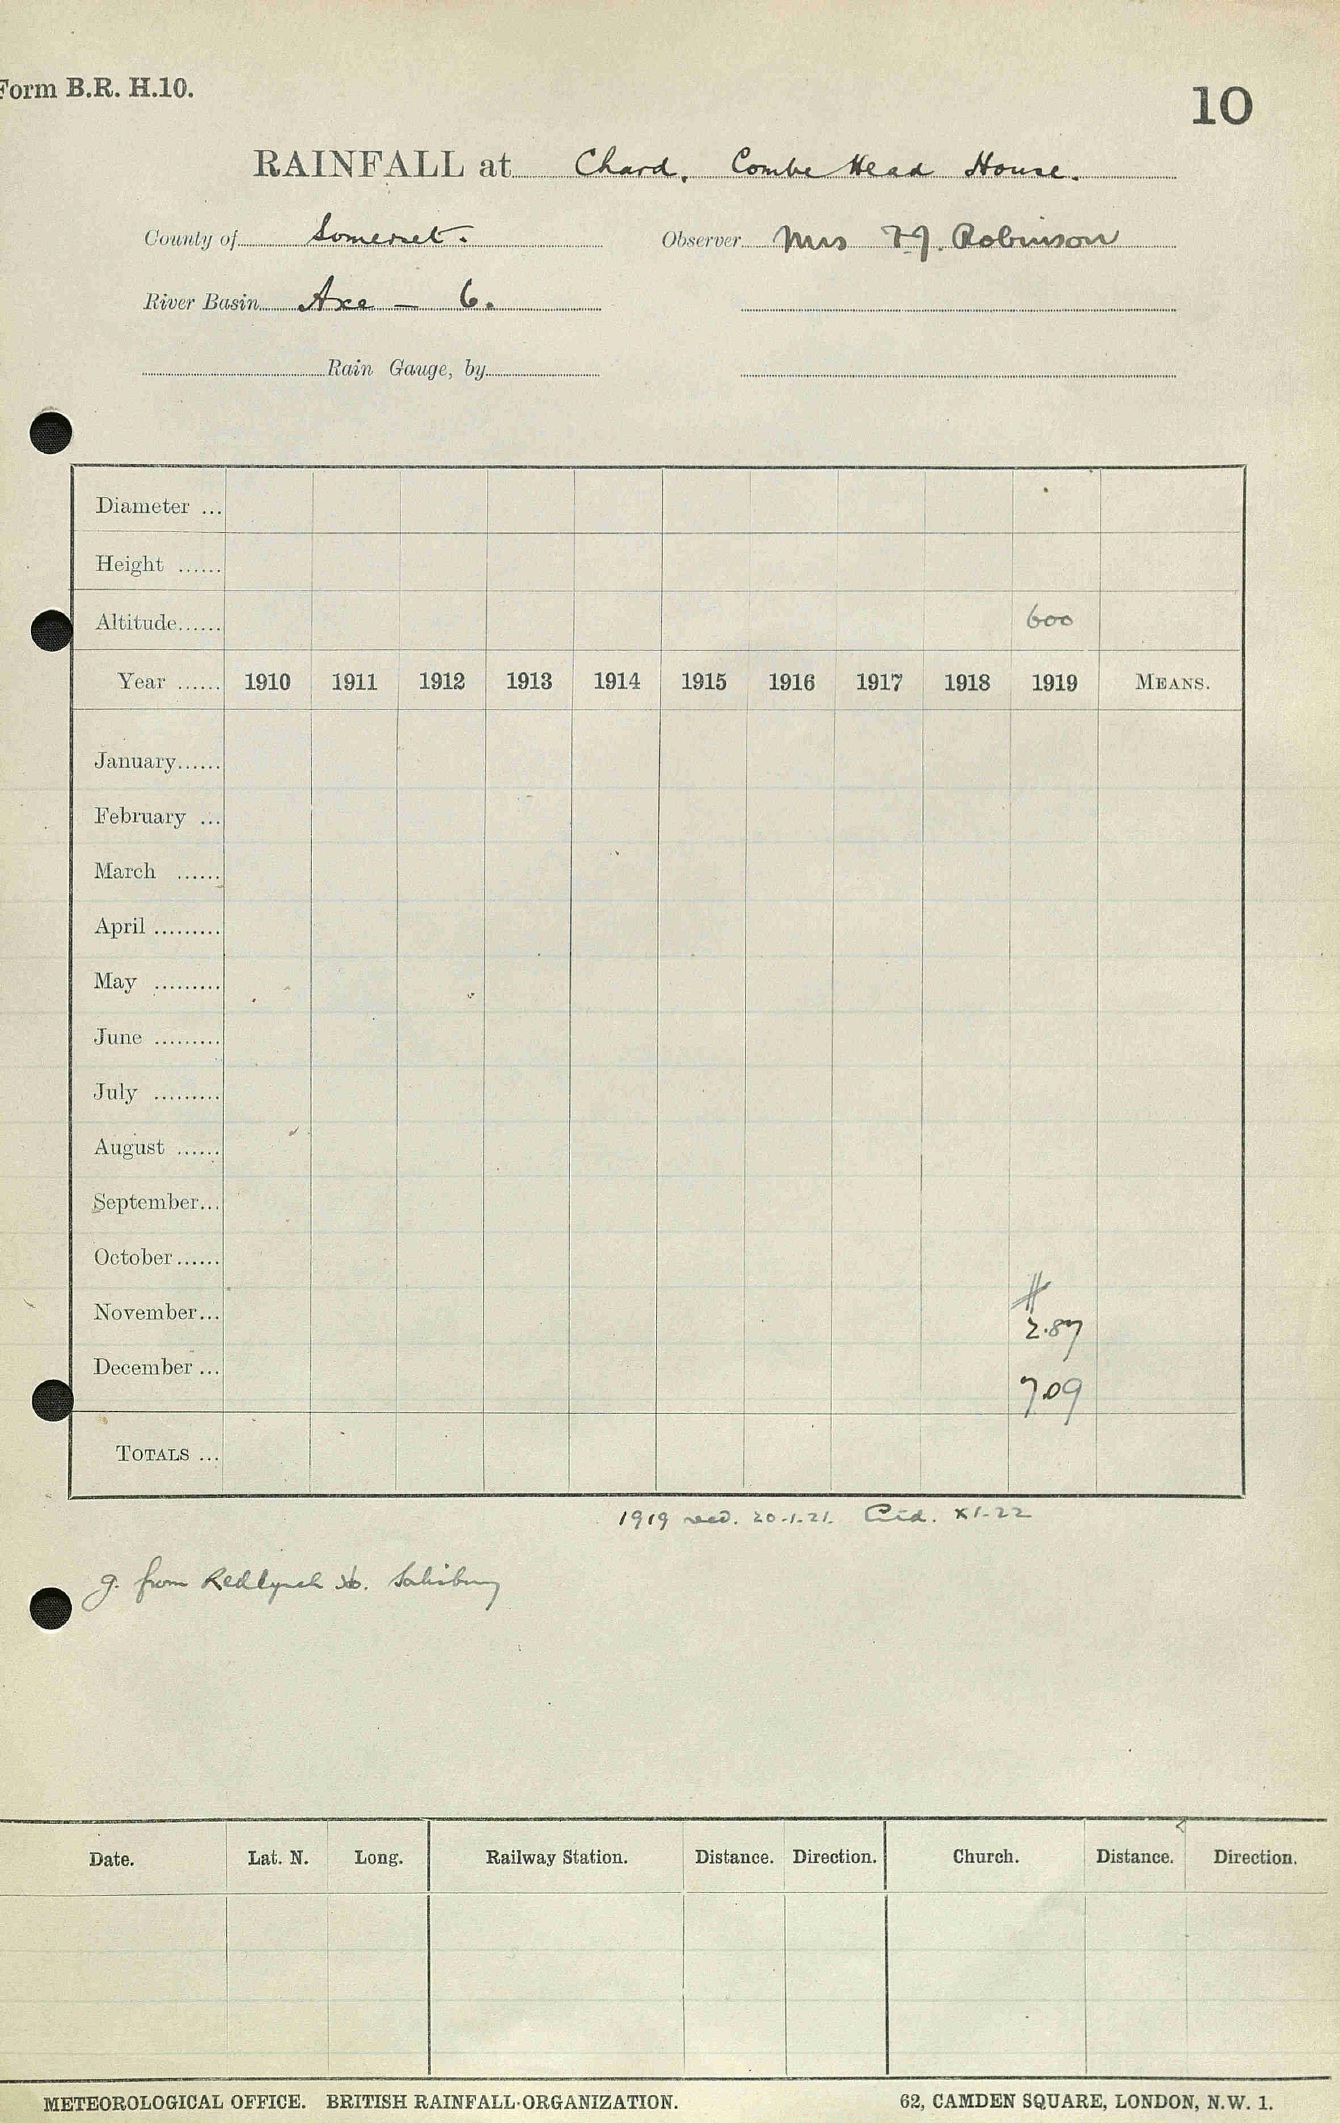 Form B.R. H.10.
10
RAINFALL at Chard, Combe Head House.
County of Somerset. Observer Mrs Robinson
River Basin Axe — 6.
Rain Gauge, by
Diameter ...
Height ......
Altitude...... 600
Year ...... 1910 1911 1912 1913 1914 1915 1916 1917 1918 1919 MEANS.
January......
February ...
March ......
April .........
May .........
June .........
July .........
August ......
September...
October......
November... 2.87
December ... 7.09
TOTALS ...
1919 recd. 20.1.21. XI.22
g. from Redlynch Salisbury
Date. Lat. N. Long. Railway Station. Distance. Direction. Church. Distance. Direction.
METEOROLOGICAL OFFICE. BRITISH RAINFALL ORGANIZATION. 62, CAMDEN SQUARE, LONDON, N.W. 1.